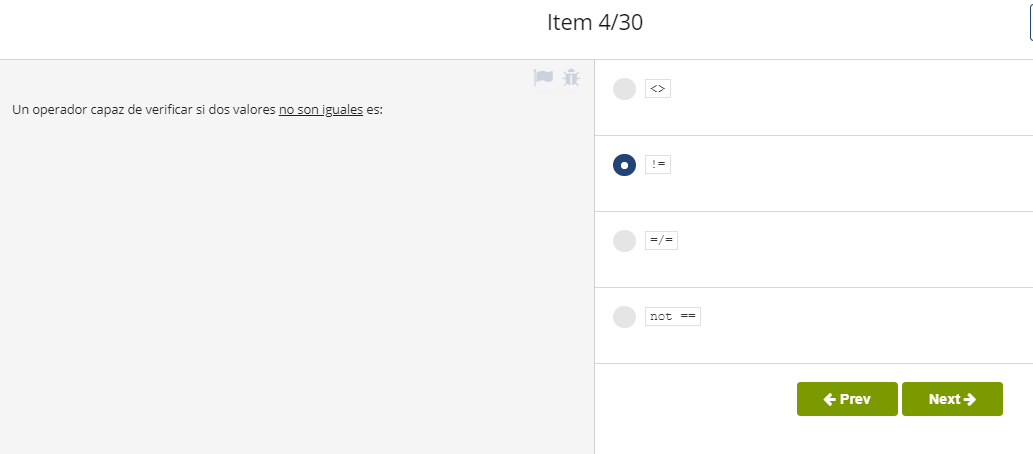 Item 4/30
Un operador capaz de verificar si dos valores no son iguales es:
<>
!=
=/=
not ==
Prev
Next